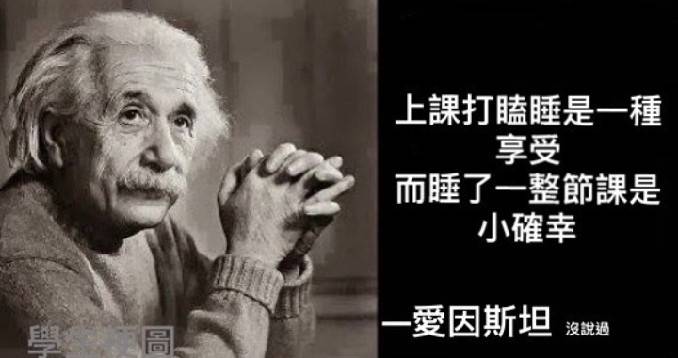 上課打瞌睡是一種
享受
而睡了一整節課是
小確幸
—愛因斯坦 沒說過